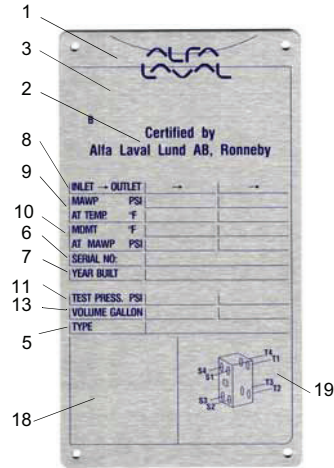 1
3
2
ALFA
LAVAL
B
Certified by
Alfa Laval Lund AB, Ronneby
8 INLET → OUTLET → →
9 MAWP PSI
AT TEMP. °F
10 MDMT °F
AT MAWP PSI
6 SERIAL NO:
7 YEAR BUILT
11 TEST PRESS. PSI
13 VOLUME GALLON
5 TYPE
18
19
T4
T1
S4
S1
T3
T2
S3
S2